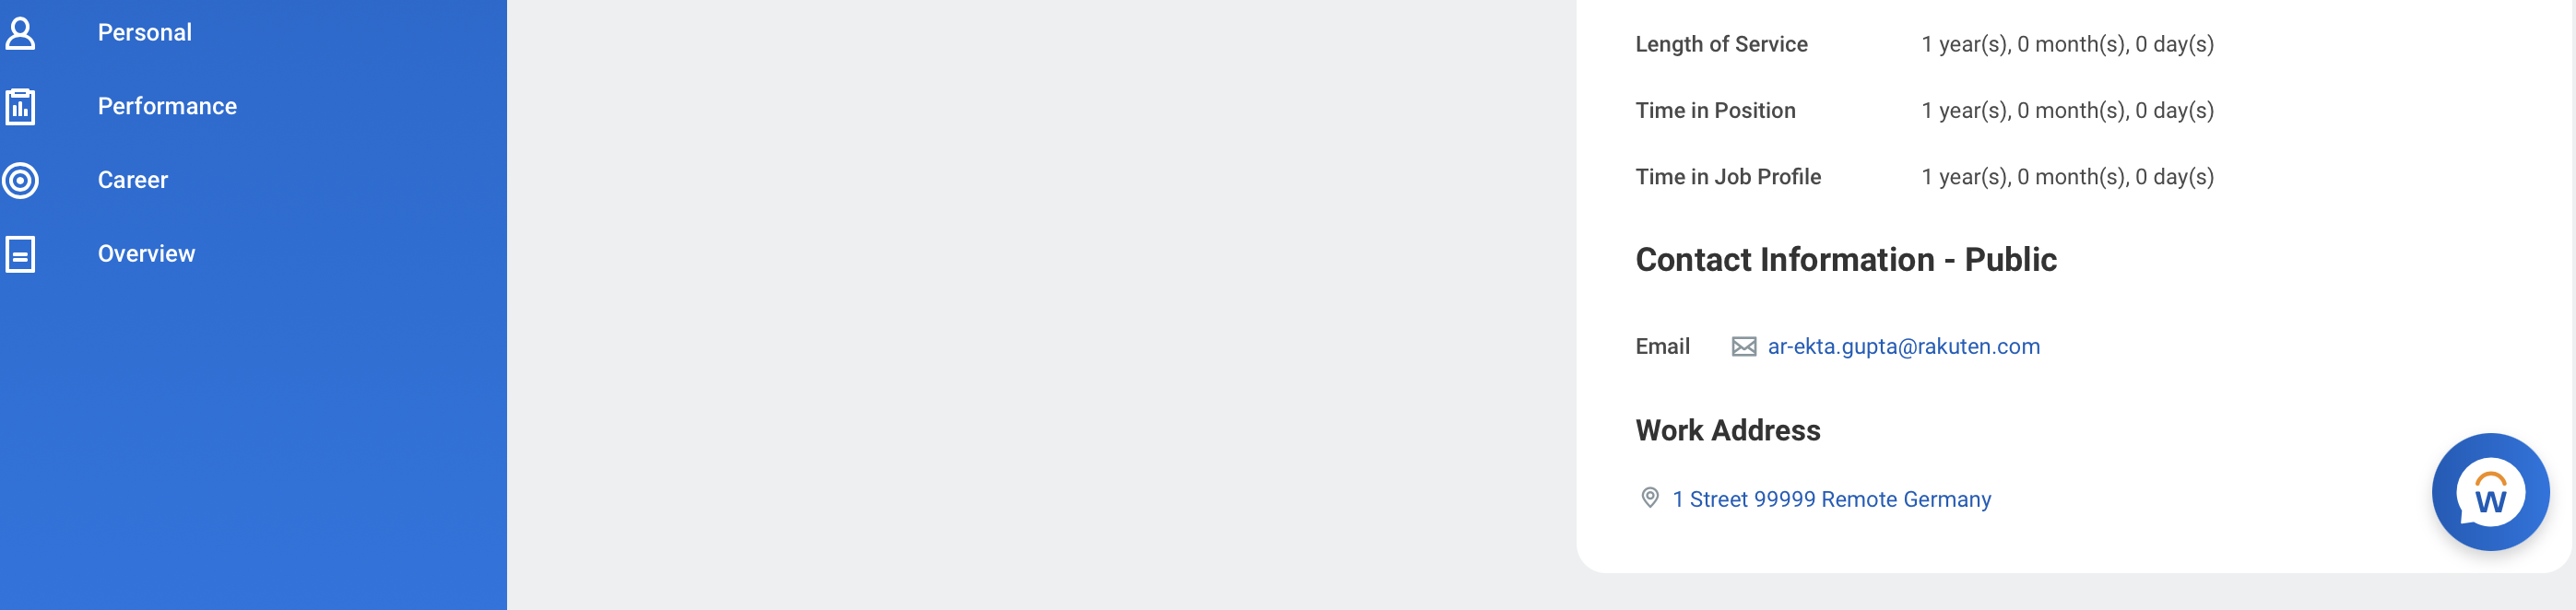 Personal
Performance
Career
Overview
Length of Service 1 year(s), 0 month(s), 0 day(s)
Time in Position 1 year(s), 0 month(s), 0 day(s)
Time in Job Profile 1 year(s), 0 month(s), 0 day(s)
Contact Information - Public
Email ar-ekta.gupta@rakuten.com
Work Address
1 Street 99999 Remote Germany
W